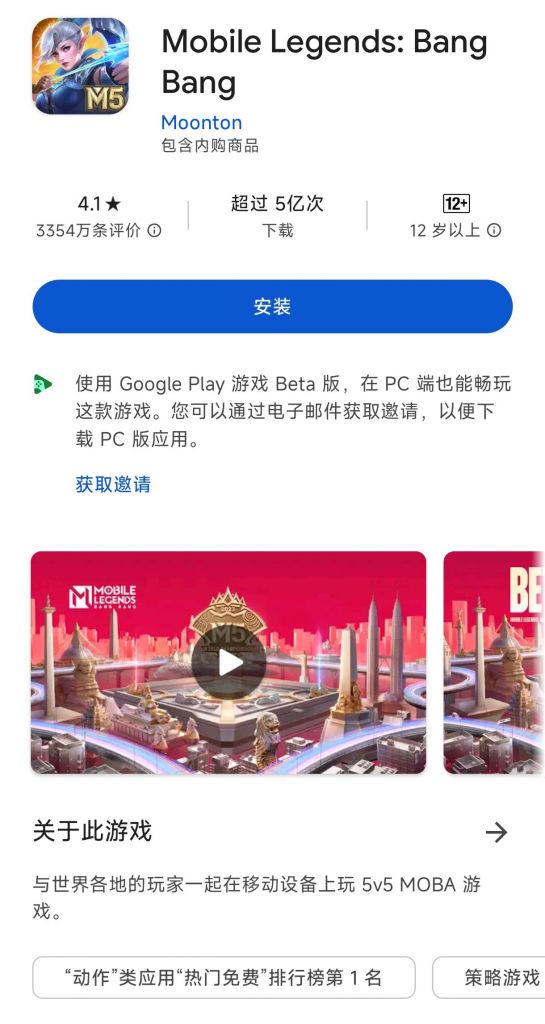 M5
Mobile Legends: Bang
Bang
Moonton
包含内购商品
4.1★
3354万条评价
超过 5亿次
下载
12+
12 岁以上
安装
使用 Google Play 游戏 Beta 版，在 PC 端也能畅玩
这款游戏。您可以通过电子邮件获取邀请，以便下
载 PC 版应用。
获取邀请
MOBILE
LEGENDS
BANG BANG
2023
M5
BE
关于此游戏
与世界各地的玩家一起在移动设备上玩 5v5 MOBA 游
戏。
“动作”类应用“热门免费”排行榜第 1 名
策略游戏